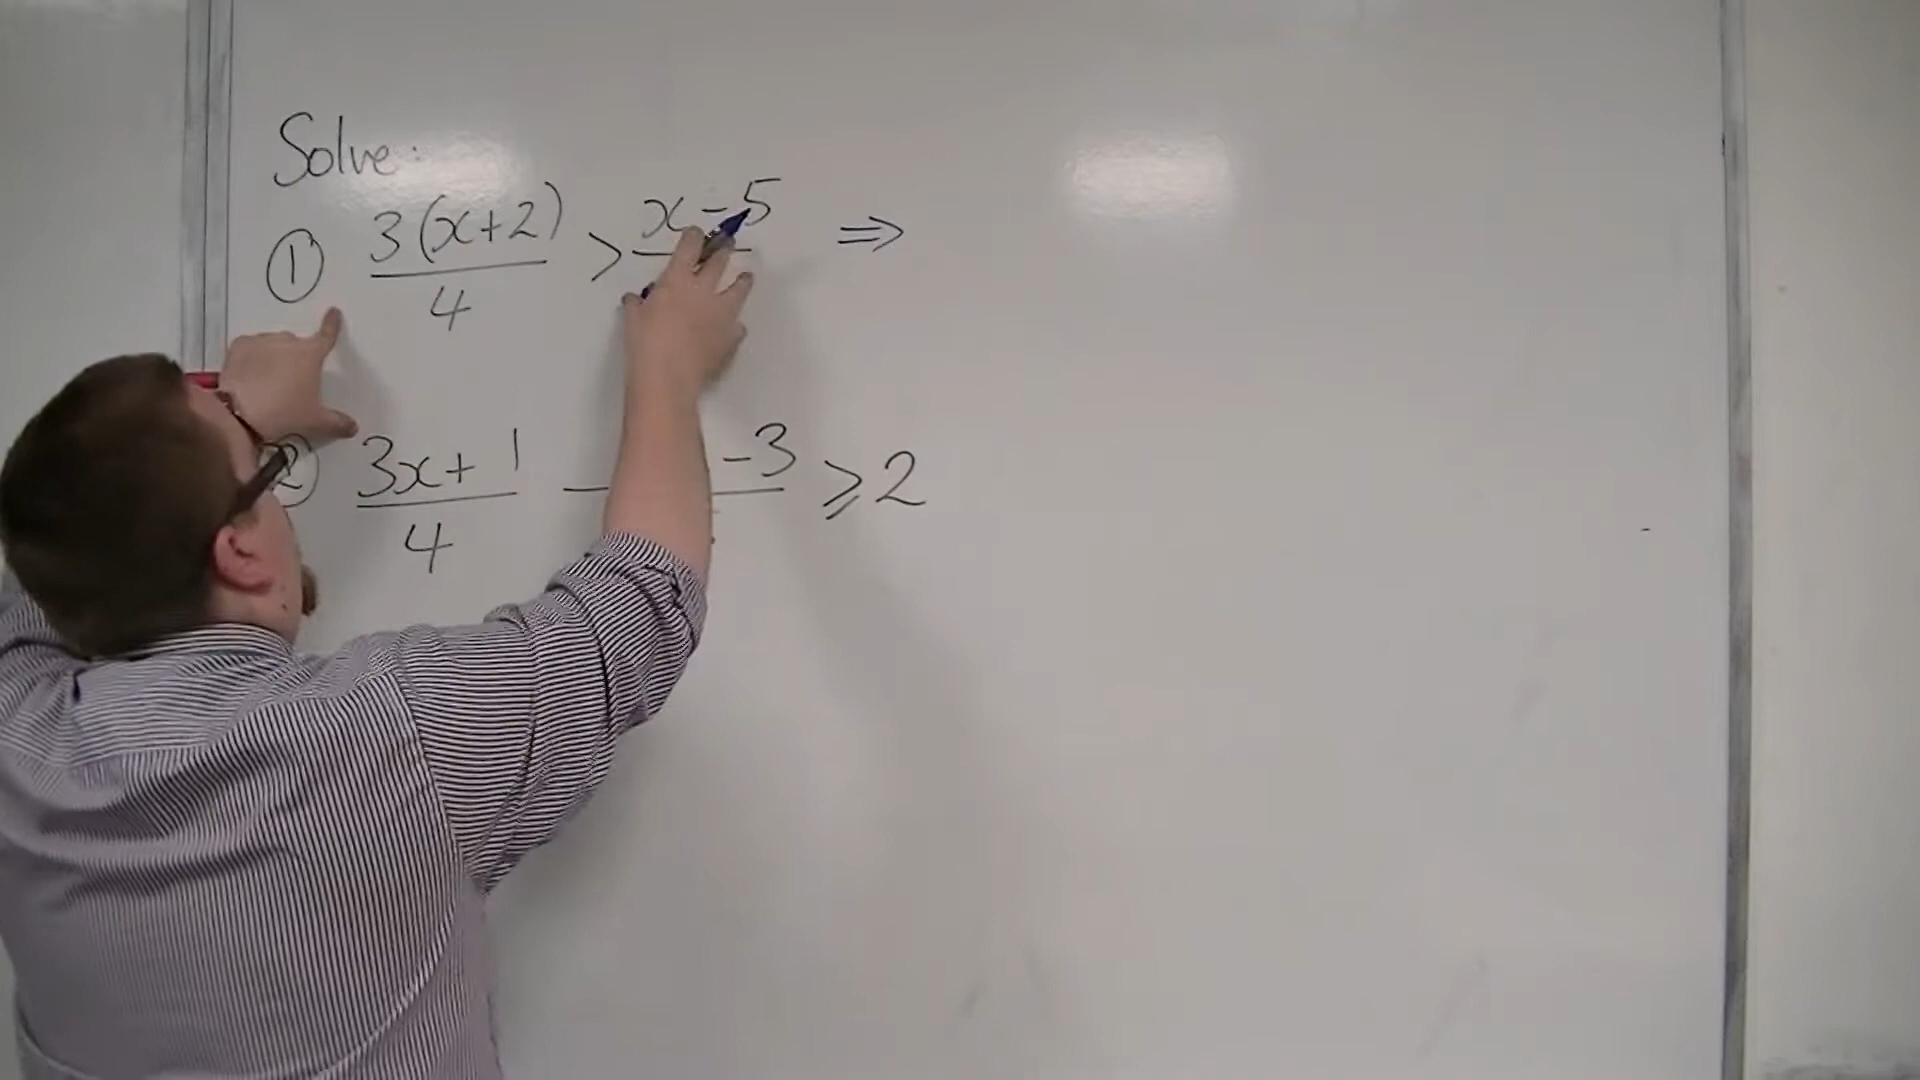 Solve:
① 3(x+2)/4 > x-5 ⇒
② 3x+1/4 - -3 ≥ 2